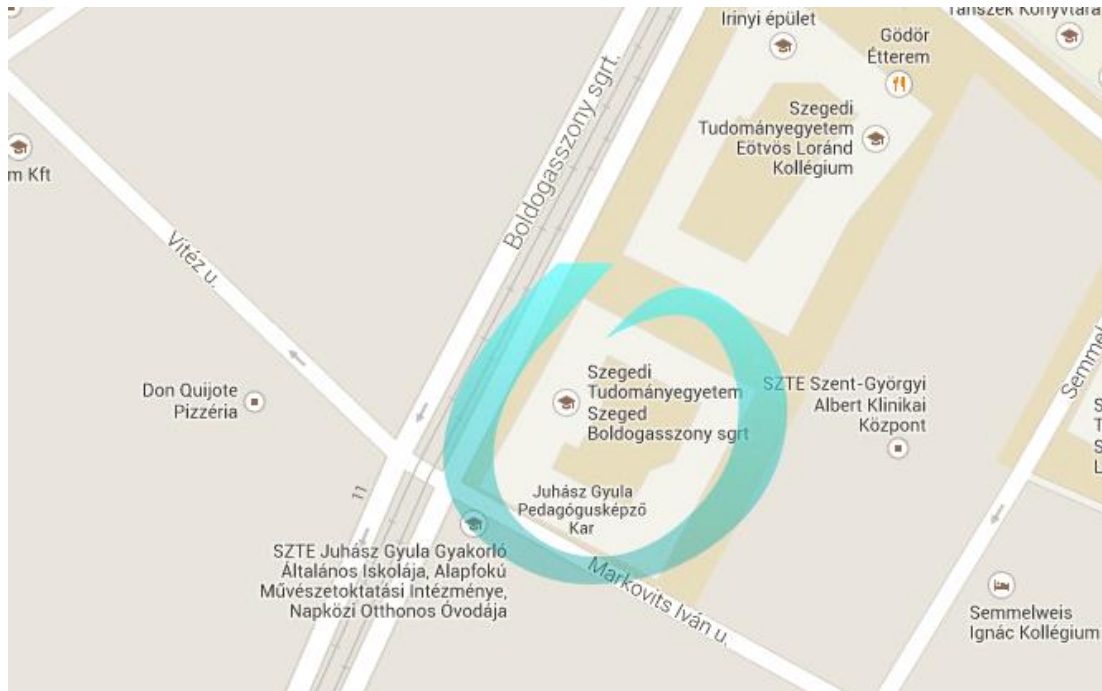 Irinyi épület
Gödör
Étterem
Szegedi
Tudományegyetem
Eötvös Loránd
Kollégium
m Kft
Boldogasszony sgrt.
Vitéz u.
Don Quijote
Pizzéria
Szegedi
Tudományegyetem
Szeged
Boldogasszony sgrt
SZTE Szent-Györgyi
Albert Klinikai
Központ
Semmel
S
T
S
L
11
Juhász Gyula
Pedagógusképző
Kar
SZTE Juhász Gyula Gyakorló
Általános Iskolája, Alapfokú
Művészetoktatási Intézménye,
Napközi Otthonos Óvodája
Markovits Iván u.
Semmelweis
Ignác Kollégium